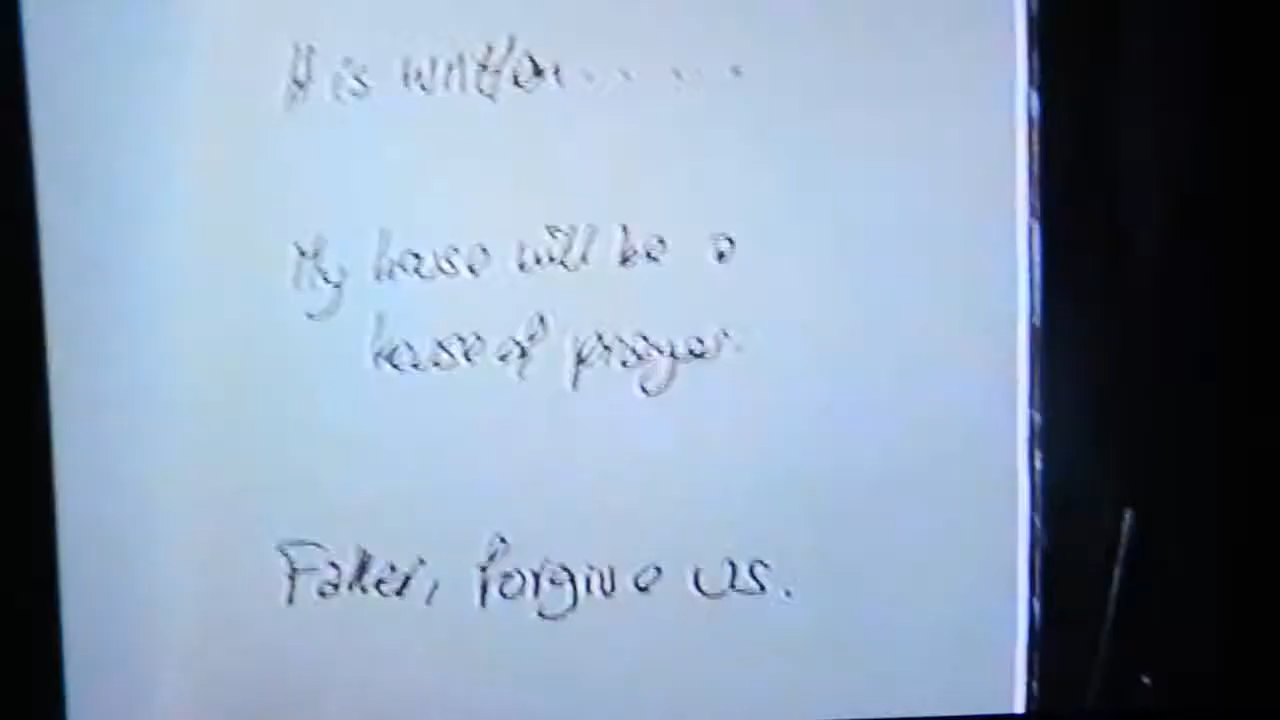 It is written.....
My house will be a
house of prayer.
Father, forgive us.